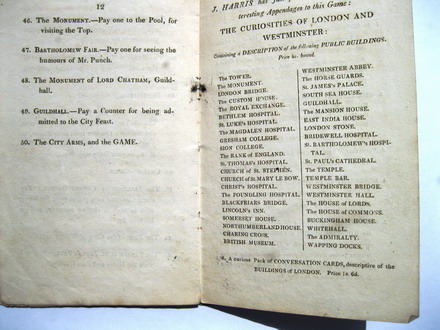 12
46. The Monument.—Pay one to the Pool, for
visiting the Top.
47. Bartholomew Fair.—Pay one for seeing the
humours of Mr. Punch.
48. The Monument of Lord Chatham, Guild-
hall.
49. Guildhall.—Pay a Counter for being ad-
mitted to the City Feast.
50. The City Arms, and the GAME.
J. HARRIS has just
teresting Appendages to this Game:
THE CURIOSITIES OF LONDON AND
WESTMINSTER:
Containing a DESCRIPTION of the following PUBLIC BUILDINGS.
Price 2s. bound.
The TOWER.
The MONUMENT.
LONDON BRIDGE.
The CUSTOM HOUSE.
The ROYAL EXCHANGE.
BETHLEM HOSPITAL.
St. LUKE'S HOSPITAL.
The MAGDALEN HOSPITAL.
GRESHAM COLLEGE.
SION COLLEGE.
The BANK of ENGLAND.
St. THOMAS'S HOSPITAL.
CHURCH of St. STEPHEN.
CHURCH of St. MARY LE BOW.
CHRIST'S HOSPITAL.
The FOUNDLING HOSPITAL.
BLACKFRIARS BRIDGE.
LINCOLN'S INN.
SOMERSET HOUSE.
NORTHUMBERLAND HOUSE.
CHARING CROSS.
BRITISH MUSEUM.
WESTMINSTER ABBEY.
The HORSE GUARDS.
St. JAMES'S PALACE.
SOUTH SEA HOUSE.
GUILDHALL.
The MANSION HOUSE.
EAST INDIA HOUSE.
LONDON STONE.
BRIDEWELL HOSPITAL.
St. BARTHOLOMEW'S HOSPI-
TAL.
St. PAUL'S CATHEDRAL.
The TEMPLE.
TEMPLE BAR.
WESTMINSTER BRIDGE.
WESTMINSTER HALL.
The HOUSE of LORDS.
The HOUSE of COMMONS.
BUCKINGHAM HOUSE.
WHITEHALL.
The ADMIRALTY.
WAPPING DOCKS.
A curious Pack of CONVERSATION CARDS, descriptive of the
BUILDINGS of LONDON. Price 1s. 6d.